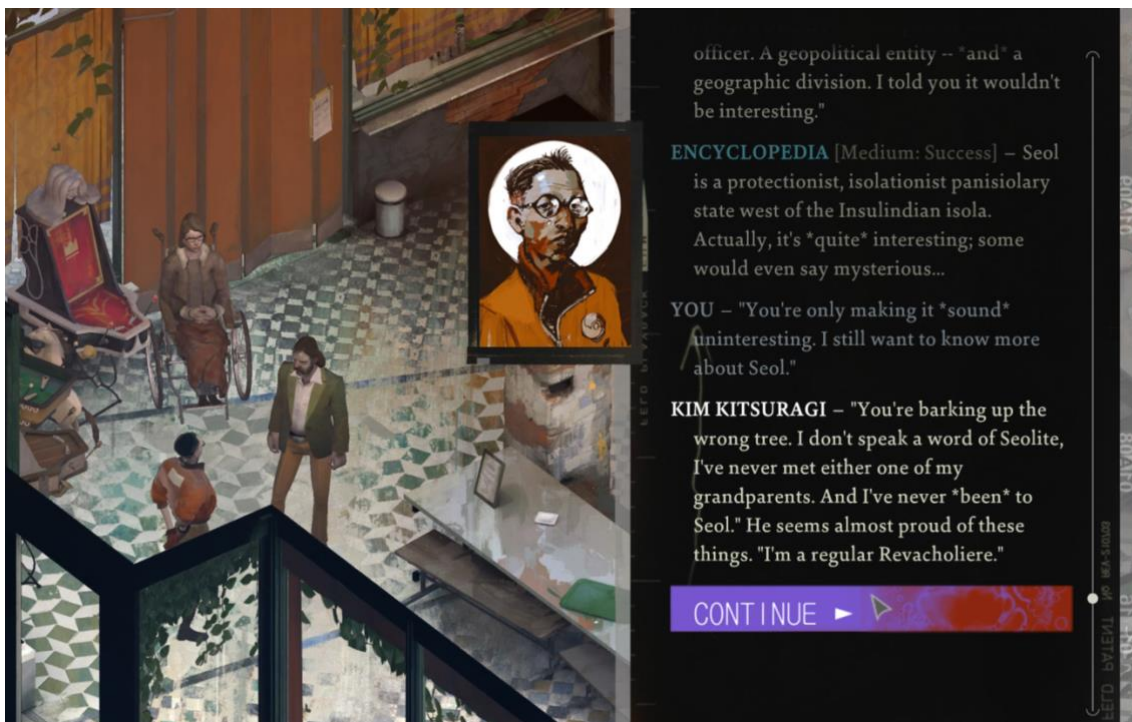 officer. A geopolitical entity -- *and* a
geographic division. I told you it wouldn't
be interesting."
ENCYCLOPEDIA [Medium: Success] – Seol
is a protectionist, isolationist panisiolary
state west of the Insulindian isola.
Actually, it's *quite* interesting; some
would even say mysterious...
YOU – "You're only making it *sound*
uninteresting. I still want to know more
about Seol."
KIM KITSURAGI – "You're barking up the
wrong tree. I don't speak a word of Seolite,
I've never met either one of my
grandparents. And I've never *been* to
Seol." He seems almost proud of these
things. "I'm a regular Revacholiere."
CONTINUE ►